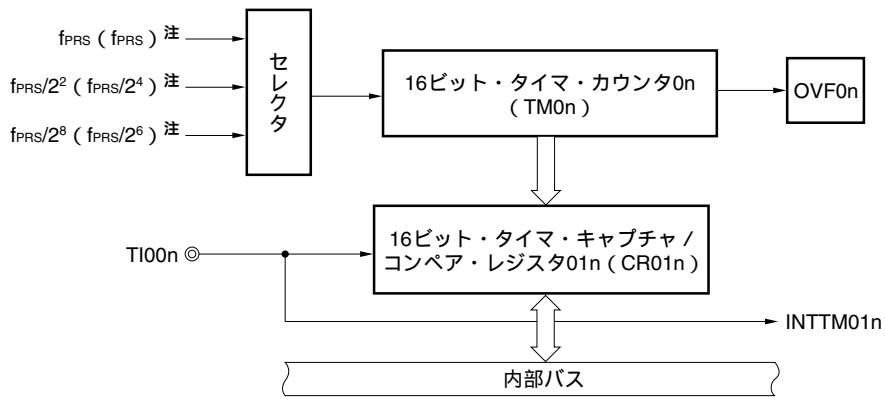 fPRS（fPRS）注
fPRS/2²（fPRS/2⁴）注
fPRS/2⁸（fPRS/2⁶）注
セレクタ
16ビット・タイマ・カウンタ0n
（TM0n）
OVF0n
TI00n
16ビット・タイマ・キャプチャ／
コンペア・レジスタ01n（CR01n）
INTTM01n
内部バス